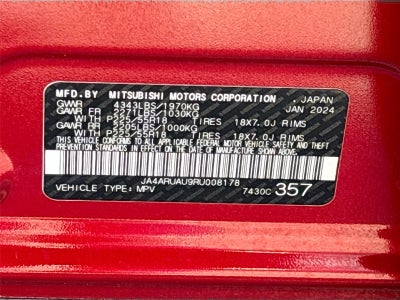 MFD.BY MITSUBISHI MOTORS CORPORATION , JAPAN
GVWR 4343LBS/1970KG JAN 2024
GAWR FR 2271LBS/1030KG
WITH P225/55R18 TIRES 18X7.0J RIMS
GAWR RR 2205LBS/1000KG
WITH P225/55R18 TIRES 18X7.0J RIMS
THIS VEHICLE CONFORMS TO ALL APPLICABLE FEDERAL
MOTOR VEHICLE SAFETY, BUMPER, AND THEFT PREVENTION
STANDARDS IN EFFECT ON THE DATE OF MANUFACTURE SHOWN ABOVE.
JA4ARUAU9RU008178
VEHICLE TYPE: MPV 7430C 357